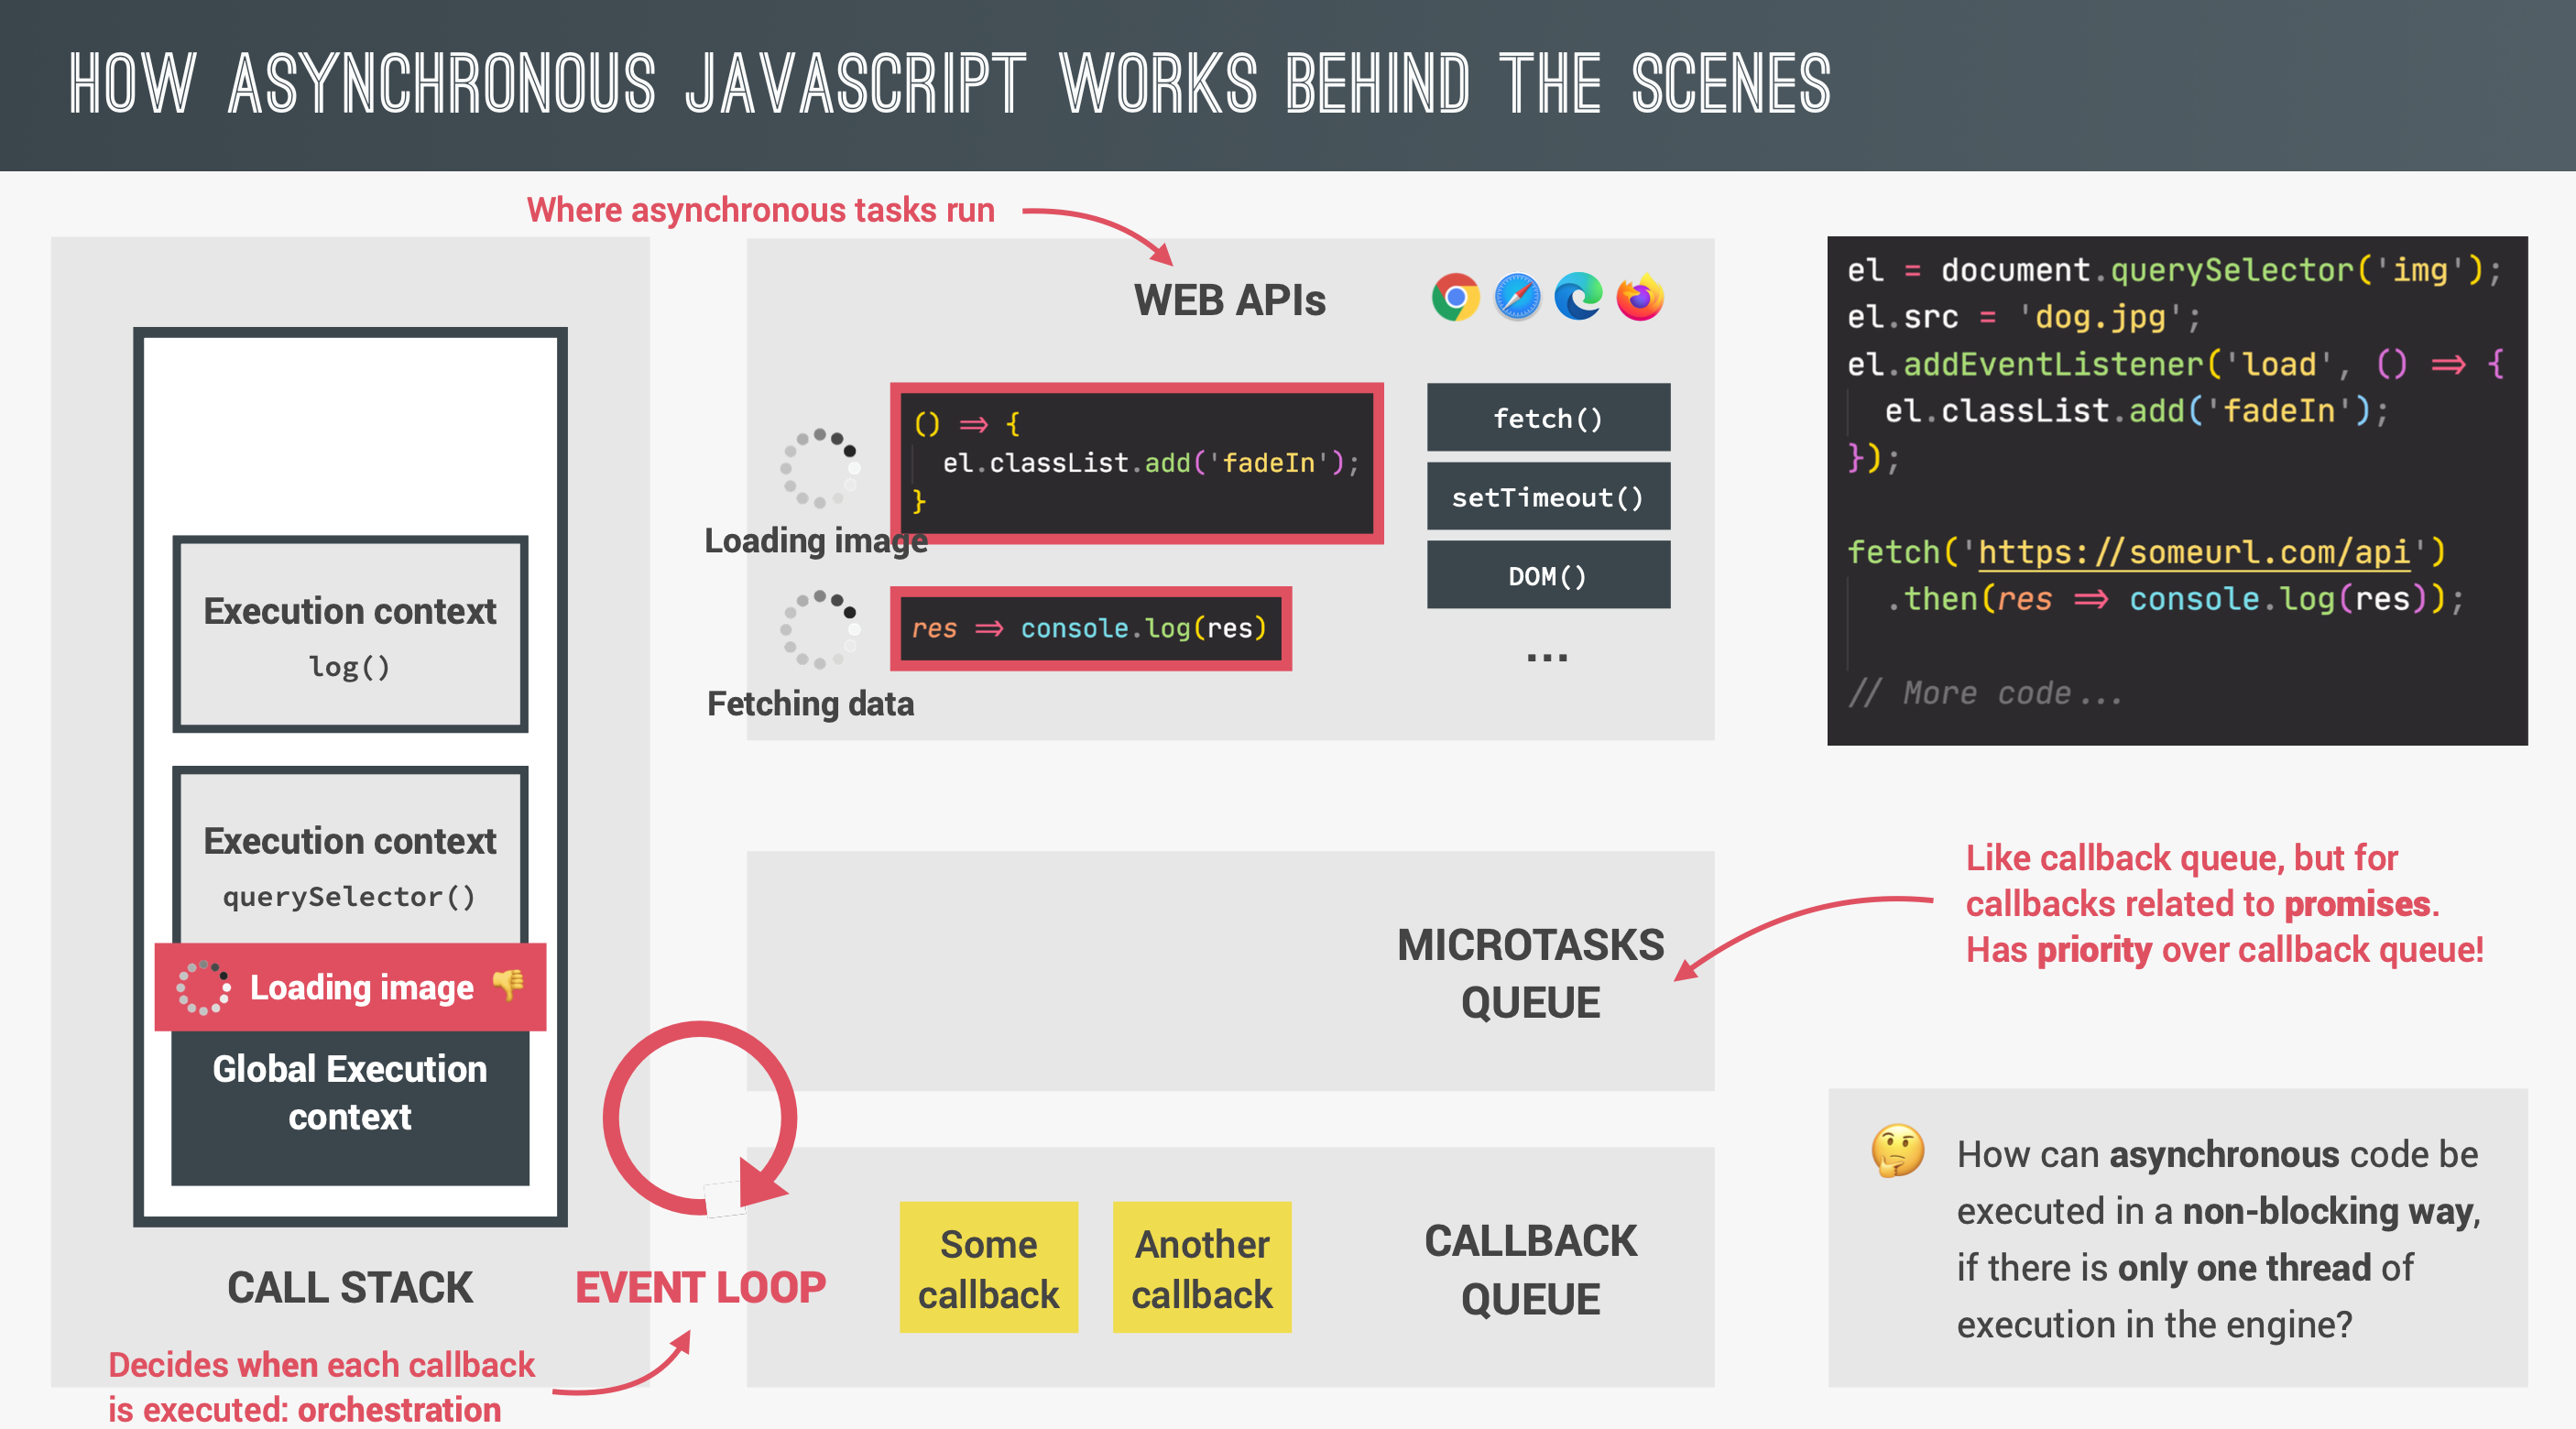 HOW ASYNCHRONOUS JAVASCRIPT WORKS BEHIND THE SCENES
Where asynchronous tasks run
Execution context
log()
Execution context
querySelector()
Loading image 👎
Global Execution
context
CALL STACK
EVENT LOOP
Decides when each callback
is executed: orchestration
WEB APIs
() => {
el.classList.add('fadeIn');
}
Loading image
res => console.log(res)
Fetching data
fetch()
setTimeout()
DOM()
...
MICROTASKS
QUEUE
Some
callback
Another
callback
CALLBACK
QUEUE
el = document.querySelector('img');
el.src = 'dog.jpg';
el.addEventListener('load', () => {
el.classList.add('fadeIn');
});
fetch('https://someurl.com/api')
.then(res => console.log(res));
// More code...
Like callback queue, but for
callbacks related to promises.
Has priority over callback queue!
🤔 How can asynchronous code be
executed in a non-blocking way,
if there is only one thread of
execution in the engine?